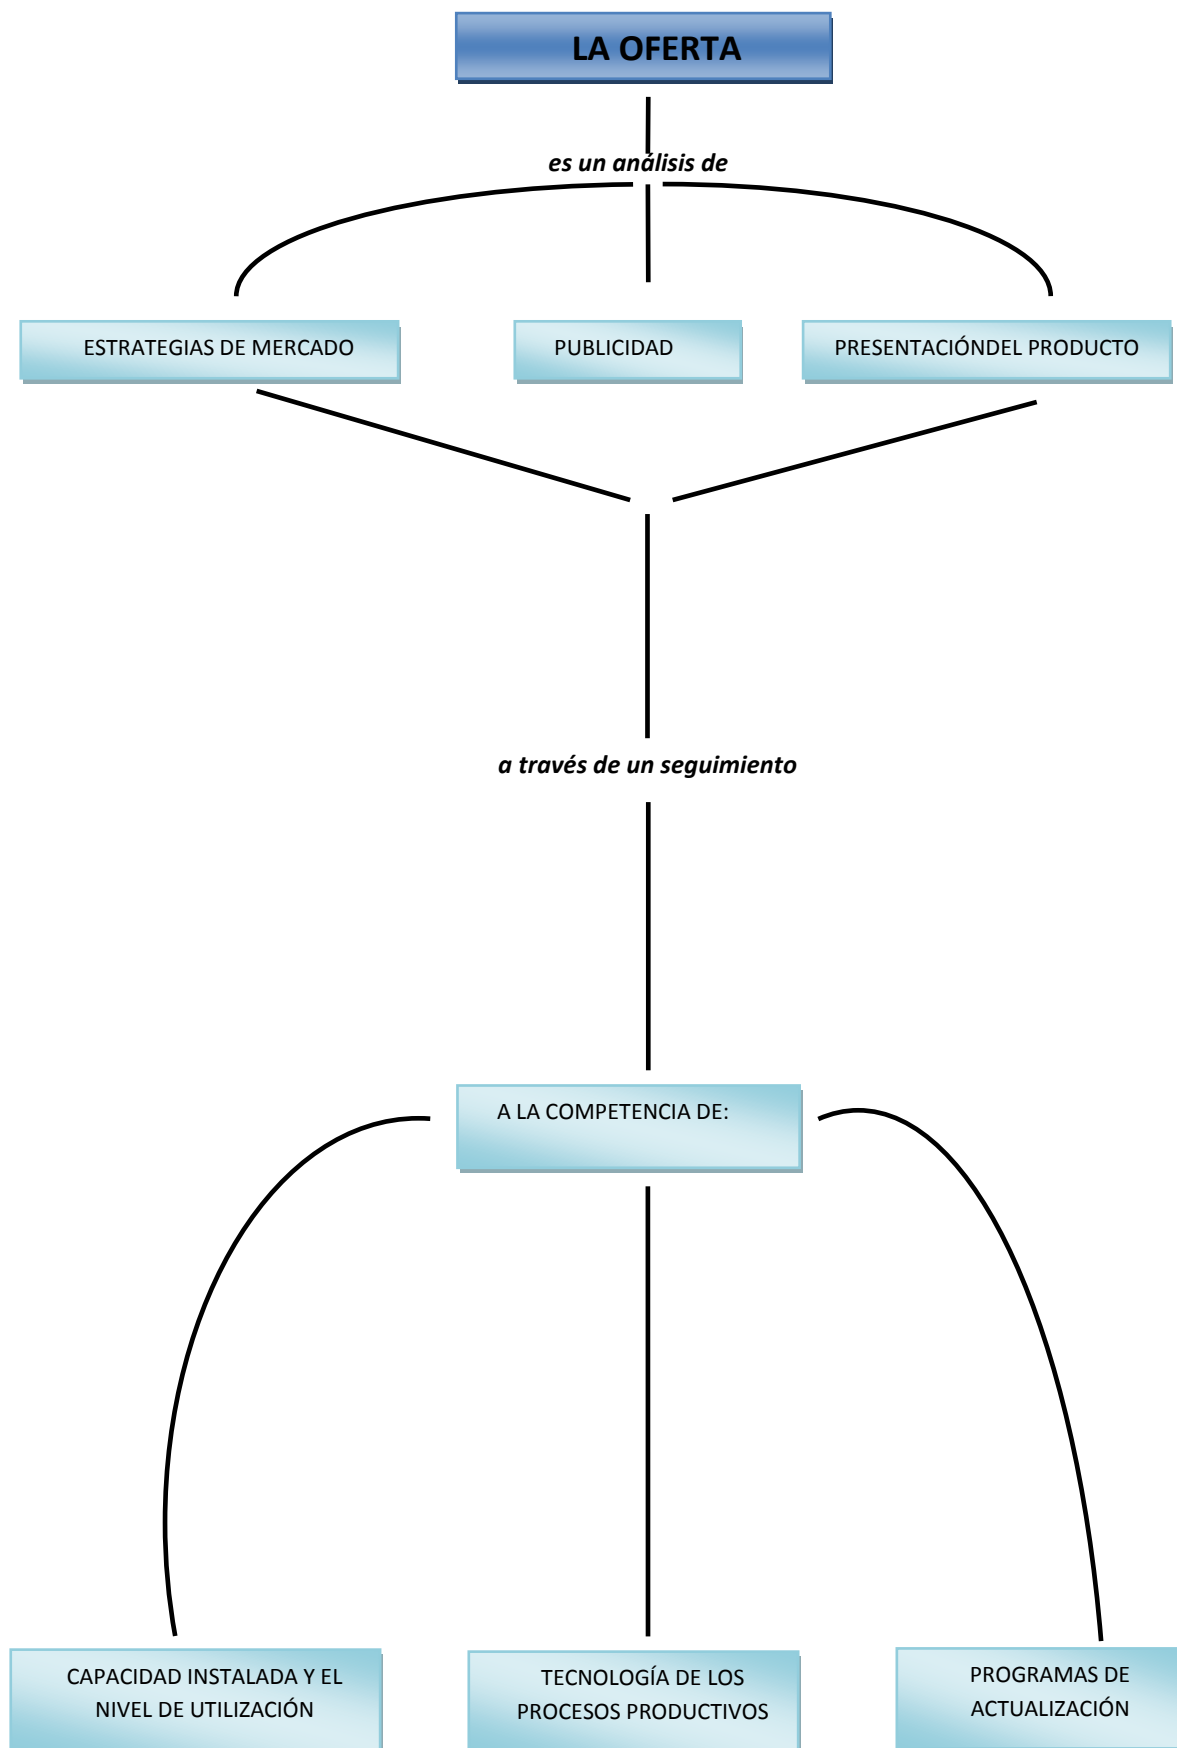 LA OFERTA
es un análisis de
ESTRATEGIAS DE MERCADO
PUBLICIDAD
PRESENTACIÓNDEL PRODUCTO
a través de un seguimiento
A LA COMPETENCIA DE:
CAPACIDAD INSTALADA Y EL
NIVEL DE UTILIZACIÓN
TECNOLOGÍA DE LOS
PROCESOS PRODUCTIVOS
PROGRAMAS DE
ACTUALIZACIÓN